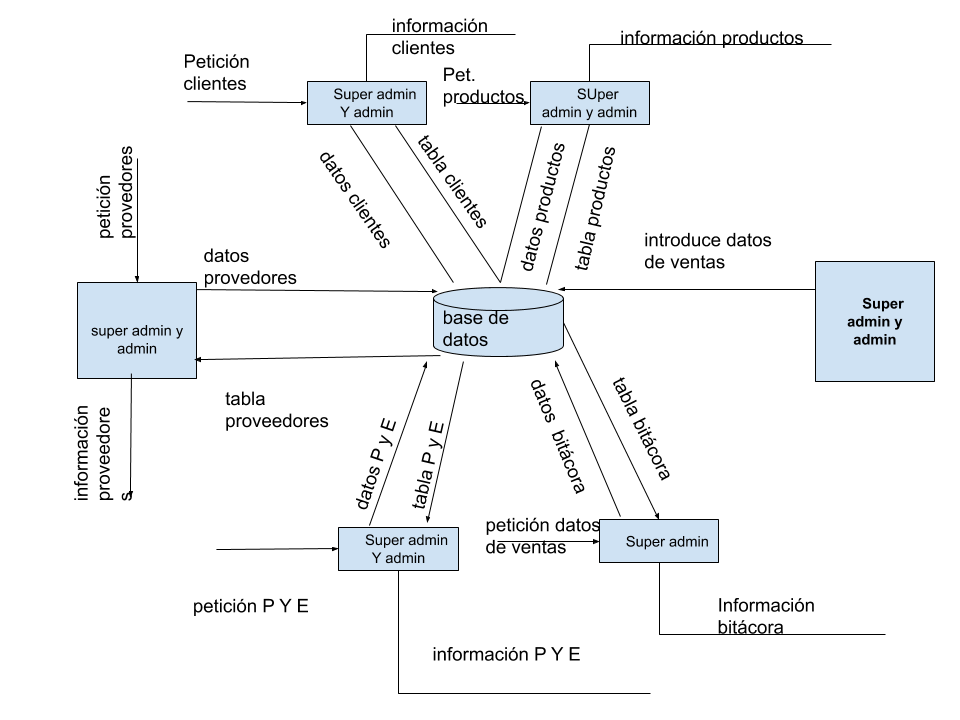 información
clientes
información productos
Petición
clientes
Pet.
productos
Super admin
Y admin
SUper
admin y admin
petición
provedores
datos clientes
tabla clientes
datos productos
tabla productos
introduce datos
de ventas
datos
provedores
super admin y
admin
base de
datos
Super
admin y
admin
tabla
proveedores
información
proveedore
s
datos P y E
tabla P y E
datos bitácora
tabla bitácora
petición datos
de ventas
Super admin
Y admin
Super admin
petición P Y E
Información
bitácora
información P Y E